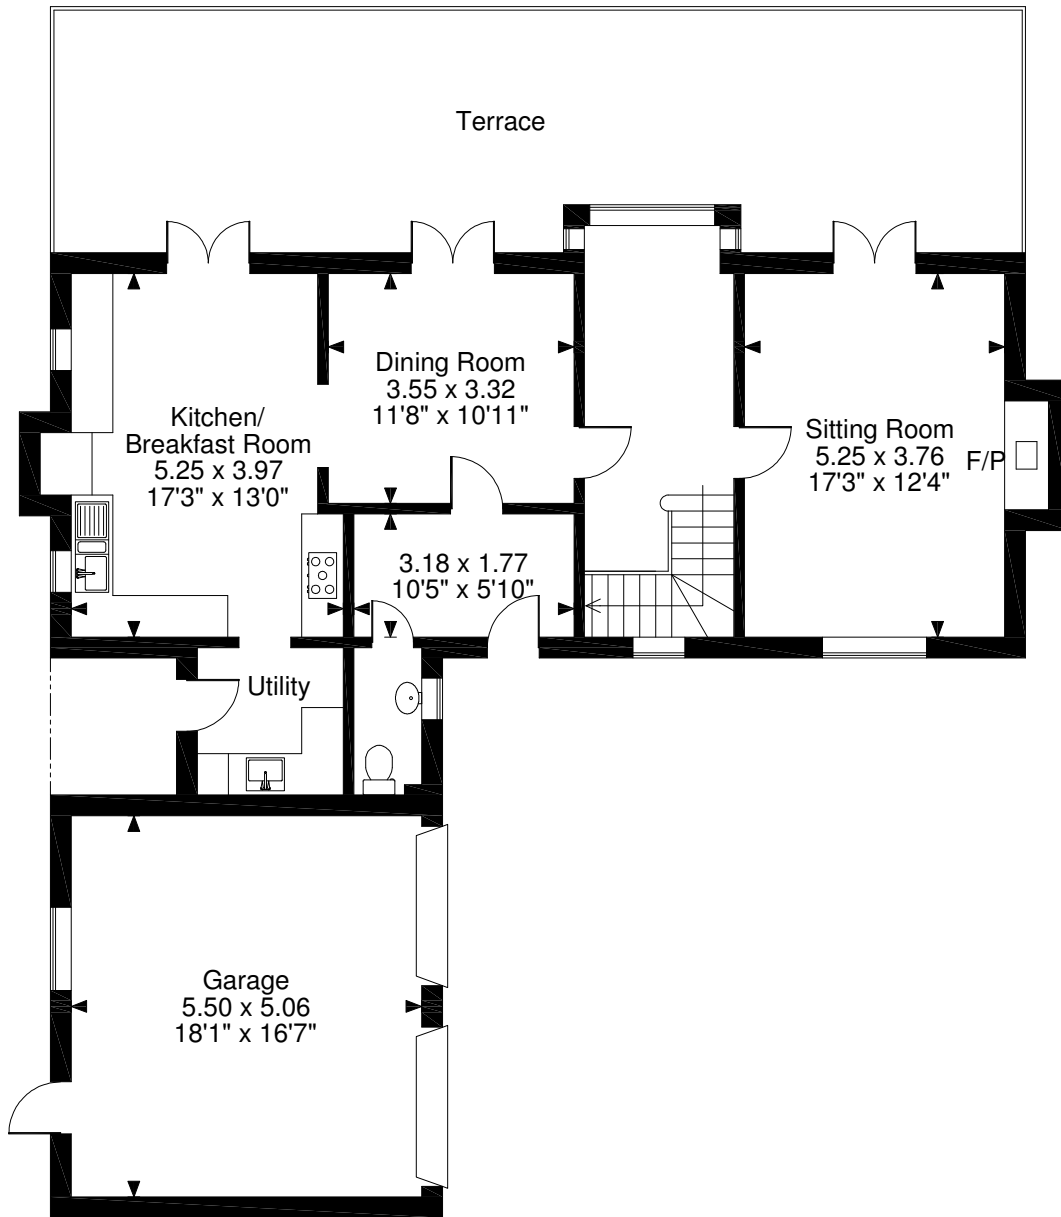 Terrace
Dining Room
3.55 x 3.32
11'8" x 10'11"
Kitchen/
Breakfast Room
5.25 x 3.97
17'3" x 13'0"
Sitting Room
5.25 x 3.76
17'3" x 12'4"
F/P
3.18 x 1.77
10'5" x 5'10"
Utility
Garage
5.50 x 5.06
18'1" x 16'7"